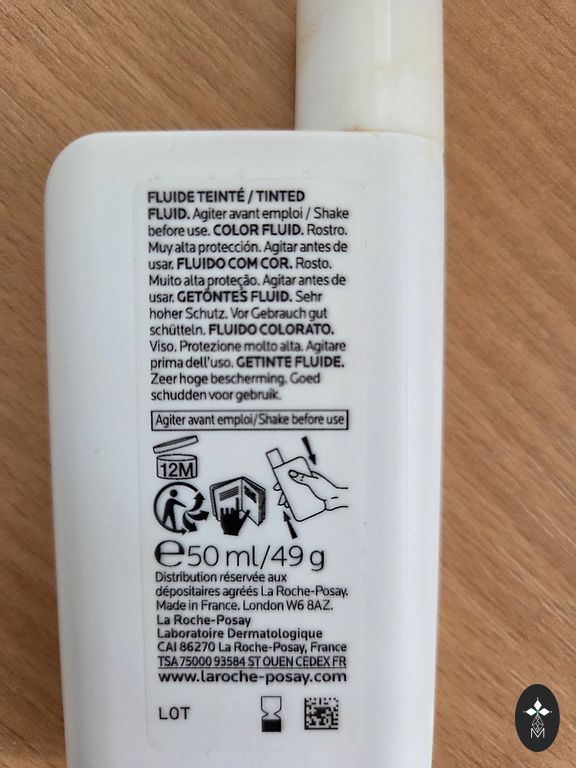 FLUIDE TEINTÉ / TINTED
FLUID. Agiter avant emploi / Shake
before use. COLOR FLUID. Rostro.
Muy alta protección. Agitar antes de
usar. FLUIDO COM COR. Rosto.
Muito alta proteção. Agitar antes de
usar. GETÖNTES FLUID. Sehr
hoher Schutz. Vor Gebrauch gut
schütteln. FLUIDO COLORATO.
Viso. Protezione molto alta. Agitare
prima dell'uso. GETINTE FLUIDE.
Zeer hoge bescherming. Goed
schudden voor gebruik.
Agiter avant emploi/Shake before use
12M
e50 ml/49 g
Distribution réservée aux
dépositaires agréés La Roche-Posay.
Made in France. London W6 8AZ.
La Roche-Posay
Laboratoire Dermatologique
CAI 86270 La Roche-Posay, France
TSA 75000 93584 ST OUEN CEDEX FR
www.laroche-posay.com
LOT
M